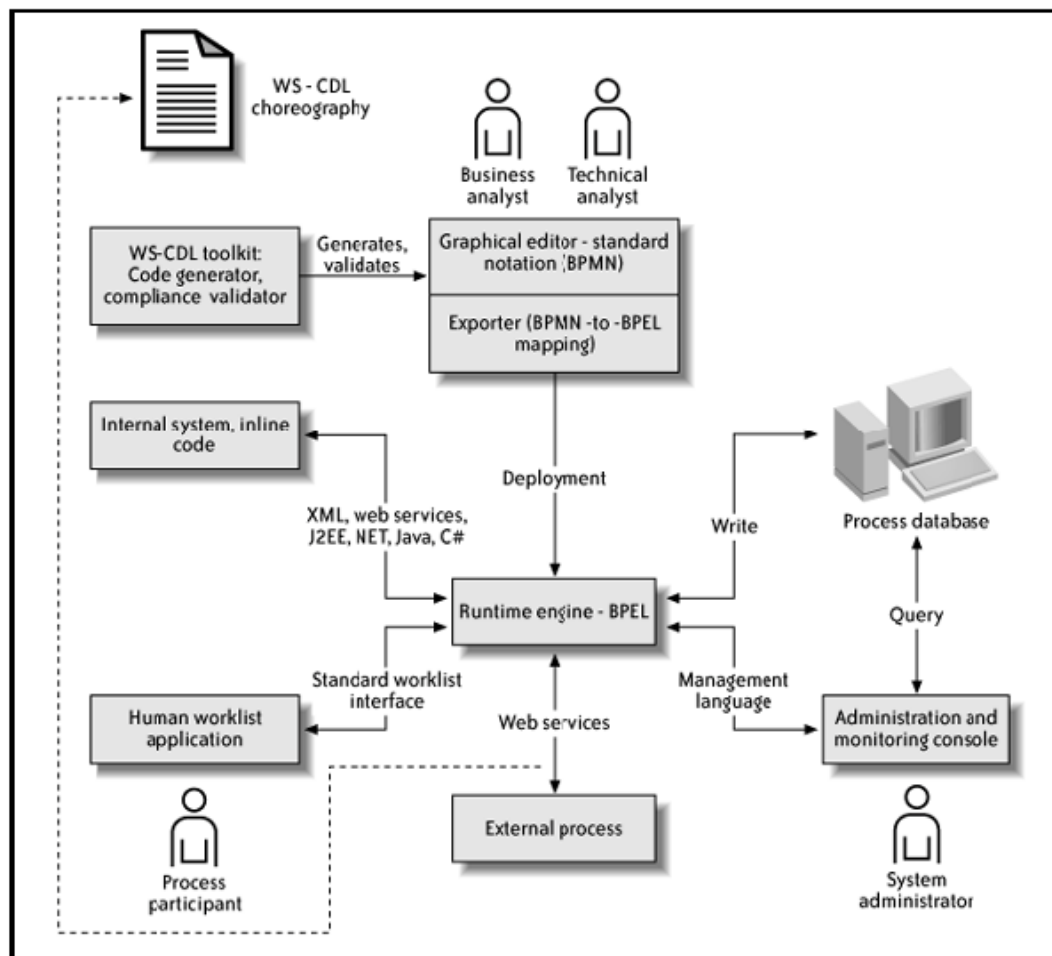 WS - CDL
choreography
Business
analyst
Technical
analyst
WS-CDL toolkit:
Code generator,
compliance validator
Generates,
validates
Graphical editor - standard
notation (BPMN)
Exporter (BPMN -to -BPEL
mapping)
Internal system, inline
code
Deployment
XML, web services,
J2EE, NET, Java, C#
Write
Process database
Runtime engine - BPEL
Query
Standard worklist
interface
Management
language
Human worklist
application
Web services
Administration and
monitoring console
External process
Process
participant
System
administrator